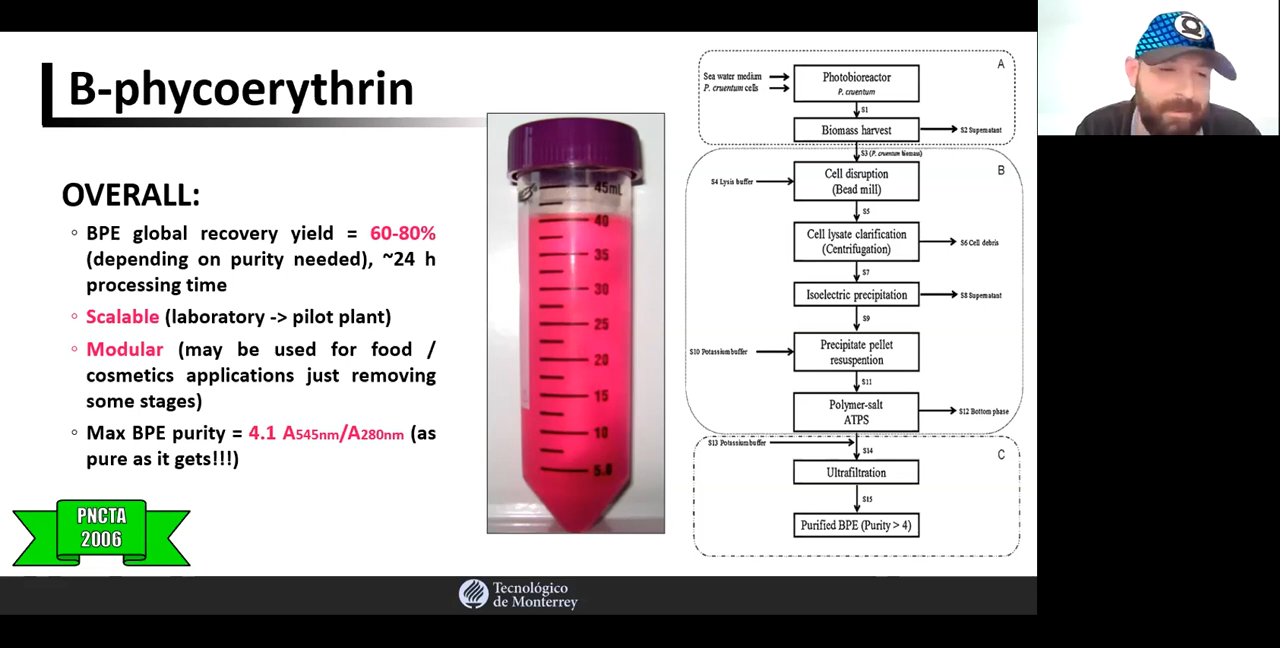 B-phycoerythrin
OVERALL:
◦ BPE global recovery yield = 60-80%
(depending on purity needed), ~24 h
processing time
◦ Scalable (laboratory -> pilot plant)
◦ Modular (may be used for food /
cosmetics applications just removing
some stages)
• Max BPE purity = 4.1 A545nm/A280nm (as
pure as it gets!!!)
PNCTA
2006
45mL
40
35
30
25
20
15
10
5.0
A
Sea water medium
P. cruentum cells
Photobioreactor
P. cruentum
S1
Biomass harvest
S2 Supernatant
S3 (P. cruentum biomass)
B
S4 Lysis buffer
Cell disruption
(Bead mill)
S5
Cell lysate clarification
(Centrifugation)
S6 Cell debris
S7
Isoelectric precipitation
S8 Supernatant
S9
S10 Potassium buffer
Precipitate pellet
resuspention
S11
Polymer-salt
ATPS
S12 Bottom phase
S13 Potassium buffer
S14
C
Ultrafiltration
S15
Purified BPE (Purity > 4)
Tecnológico
de Monterrey